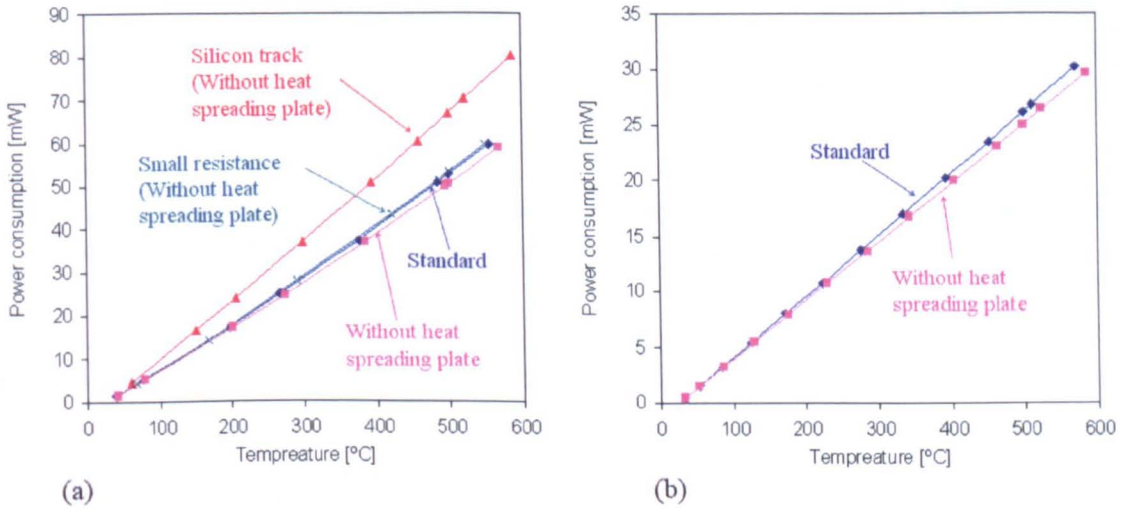 90
80
70
60
50
40
30
20
10
0
Power consumption [mW]
Silicon track
(Without heat
spreading plate)
Small resistance
(Without heat
spreading plate)
Standard
Without heat
spreading plate
0 100 200 300 400 500 600
Tempreature [ºC]
(a)
35
30
25
20
15
10
5
0
Power consumption [mW]
Standard
Without heat
spreading plate
0 100 200 300 400 500 600
Tempreature [ºC]
(b)